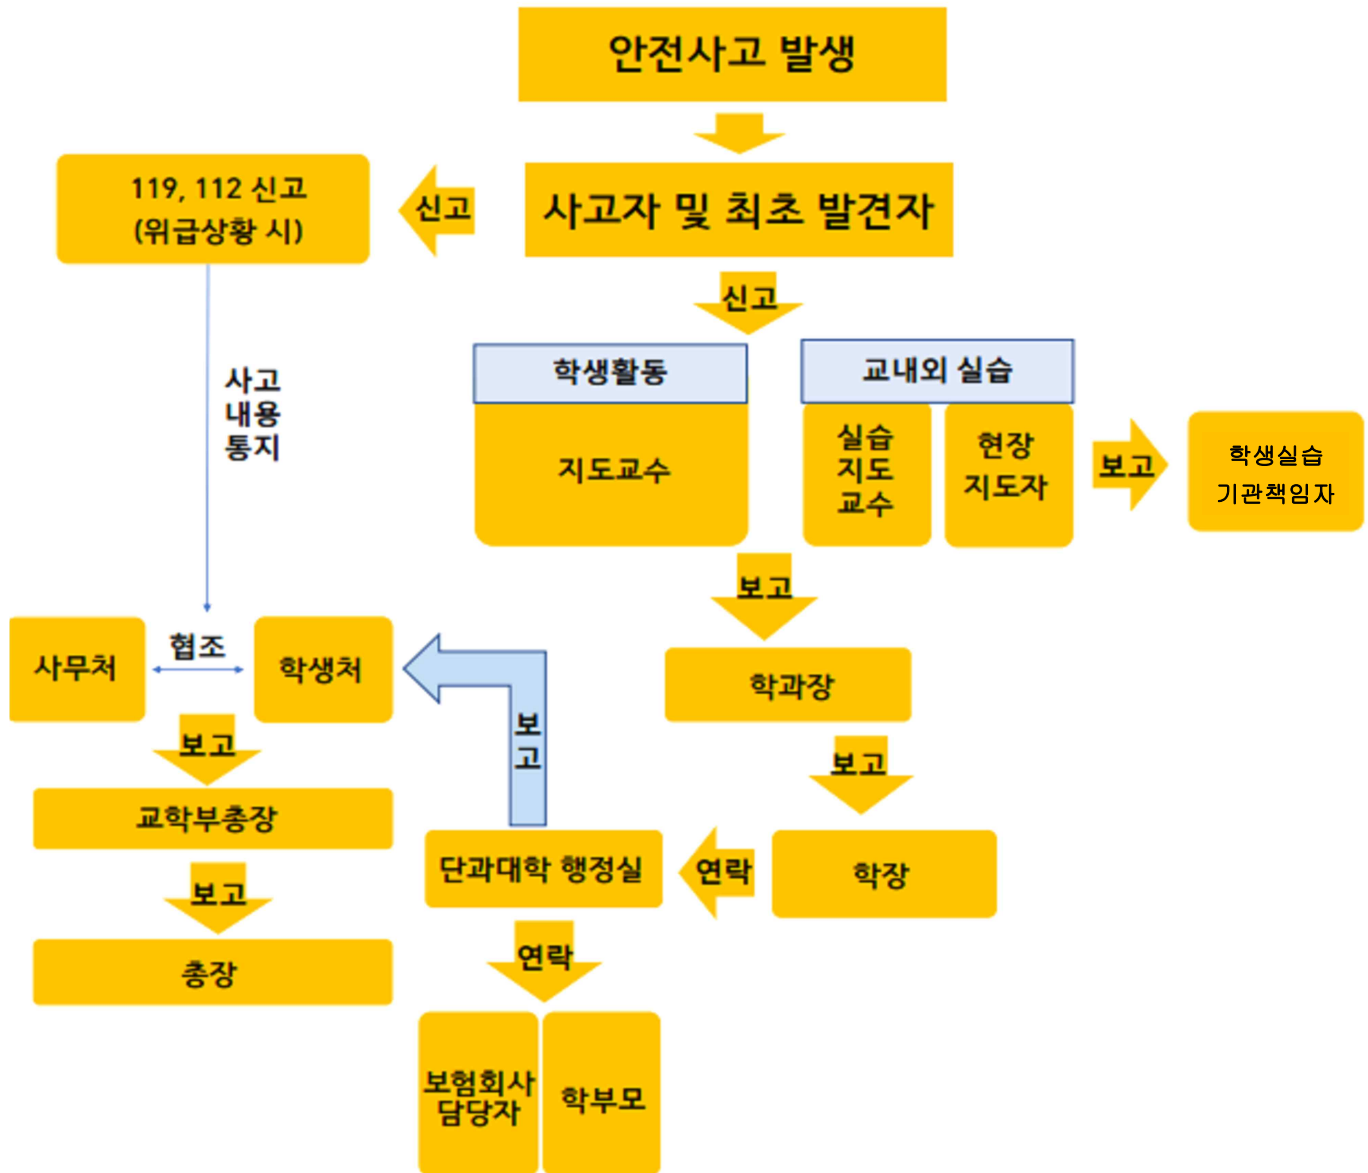 안전사고 발생
119, 112 신고
(위급상황 시)
신고
사고자 및 최초 발견자
신고
학생활동
교내외 실습
지도교수
실습
지도
교수
현장
지도자
보고
학생실습
기관책임자
사고
내용
통지
보고
학과장
사무처
협조
학생처
보고
보고
보고
교학부총장
단과대학 행정실
연락
학장
보고
총장
연락
보험회사
담당자
학부모